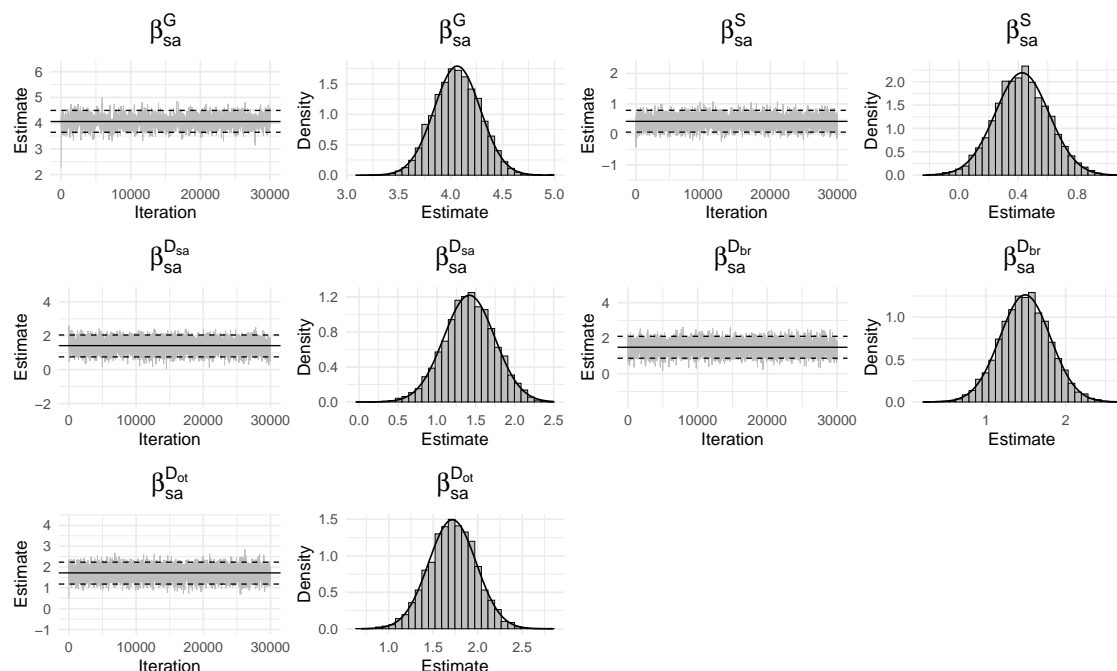 β_sa^G β_sa^G β_sa^S β_sa^S
Estimate
6
5
4
3
2
0 10000 20000 30000
Iteration
Density
1.5
1.0
0.5
0.0
3.0 3.5 4.0 4.5 5.0
Estimate
Estimate
2
1
0
−1
0 10000 20000 30000
Iteration
Density
2.0
1.5
1.0
0.5
0.0
0.0 0.4 0.8
Estimate
β_sa^D_sa β_sa^D_sa β_sa^D_br β_sa^D_br
Estimate
4
2
0
−2
0 10000 20000 30000
Iteration
Density
1.2
0.8
0.4
0.0
0.0 0.5 1.0 1.5 2.0 2.5
Estimate
Estimate
4
2
0
0 10000 20000 30000
Iteration
Density
1.0
0.5
0.0
1 2
Estimate
β_sa^D_ot β_sa^D_ot
Estimate
4
3
2
1
0
−1
0 10000 20000 30000
Iteration
Density
1.5
1.0
0.5
0.0
1.0 1.5 2.0 2.5
Estimate